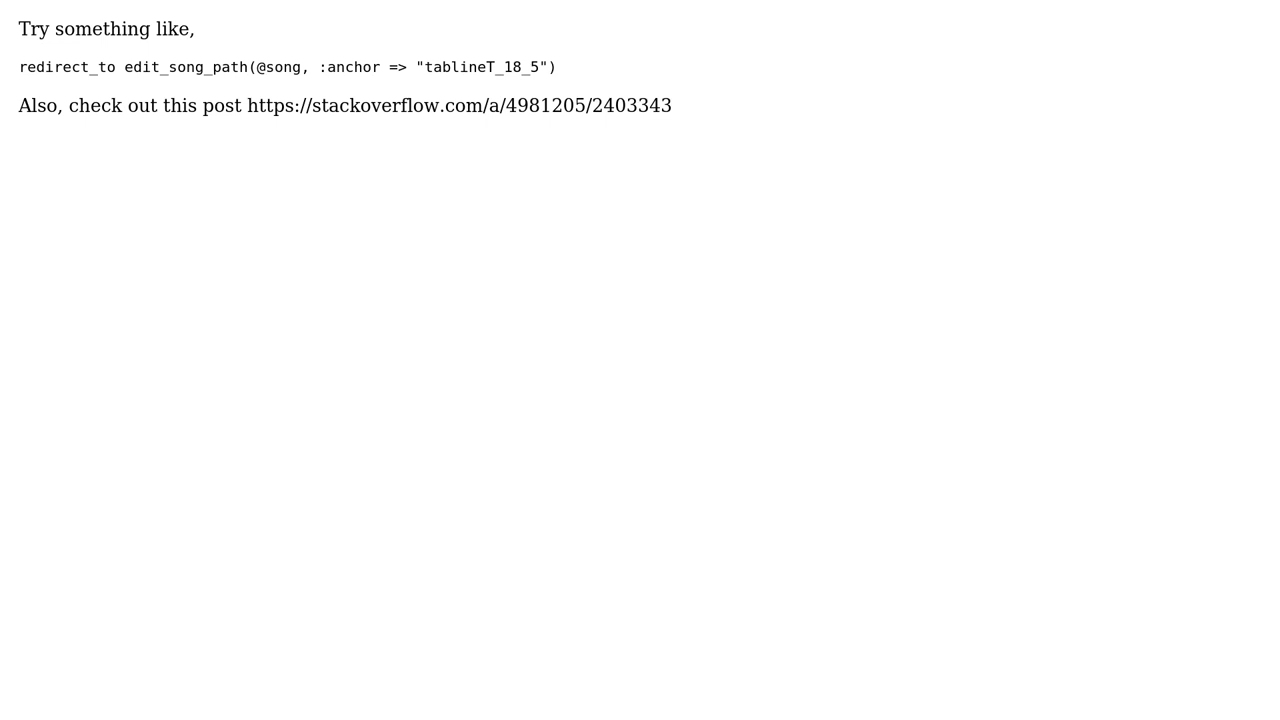 Try something like,
redirect_to edit_song_path(@song, :anchor => "tablineT_18_5")
Also, check out this post https://stackoverflow.com/a/4981205/2403343